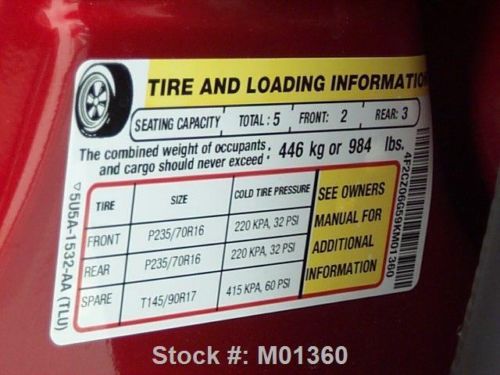 TIRE AND LOADING INFORMATION
SEATING CAPACITY TOTAL: 5 FRONT: 2 REAR: 3
The combined weight of occupants and cargo should never exceed: 446 kg or 984 lbs.
TIRE SIZE COLD TIRE PRESSURE
FRONT P235/70R16 220 KPA, 32 PSI
REAR P235/70R16 220 KPA, 32 PSI
SPARE T145/90R17 415 KPA, 60 PSI
SEE OWNERS
MANUAL FOR
ADDITIONAL
INFORMATION
5U5A-1532-AA (TLU)
4F2CZ06G59KM01360
Stock #: M01360